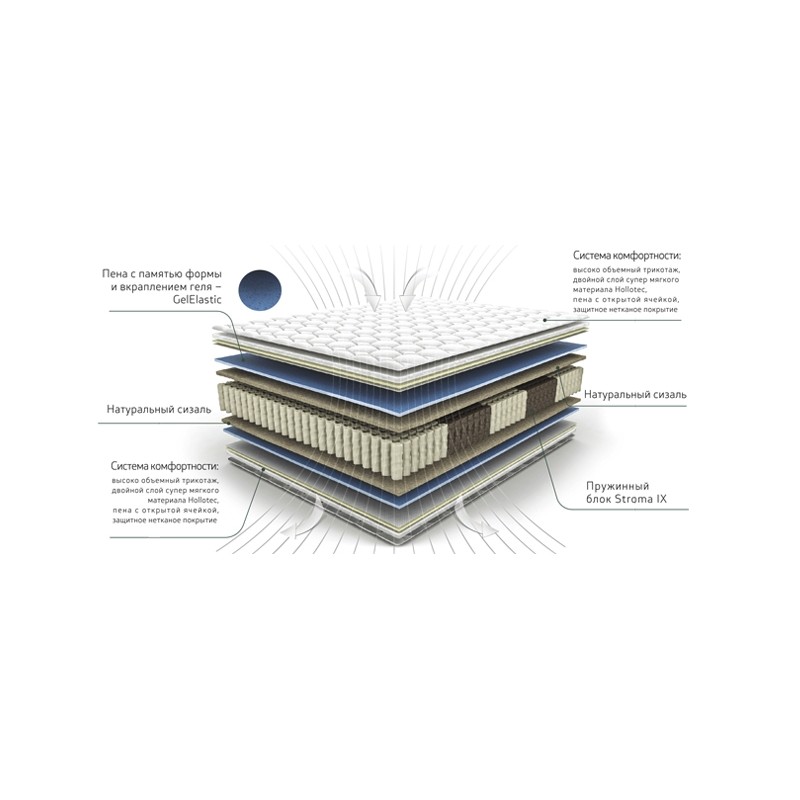 Пена с памятью формы
и вкраплением геля –
GelElastic
Натуральный сизаль
Система комфортности:
высоко объемный трикотаж,
двойной слой супер мягкого
материала Hollotec,
пена с открытой ячейкой,
защитное нетканое покрытие
Система комфортности:
высоко объемный трикотаж,
двойной слой супер мягкого
материала Hollotec,
пена с открытой ячейкой,
защитное нетканое покрытие
Натуральный сизаль
Пружинный
блок Stroma IX